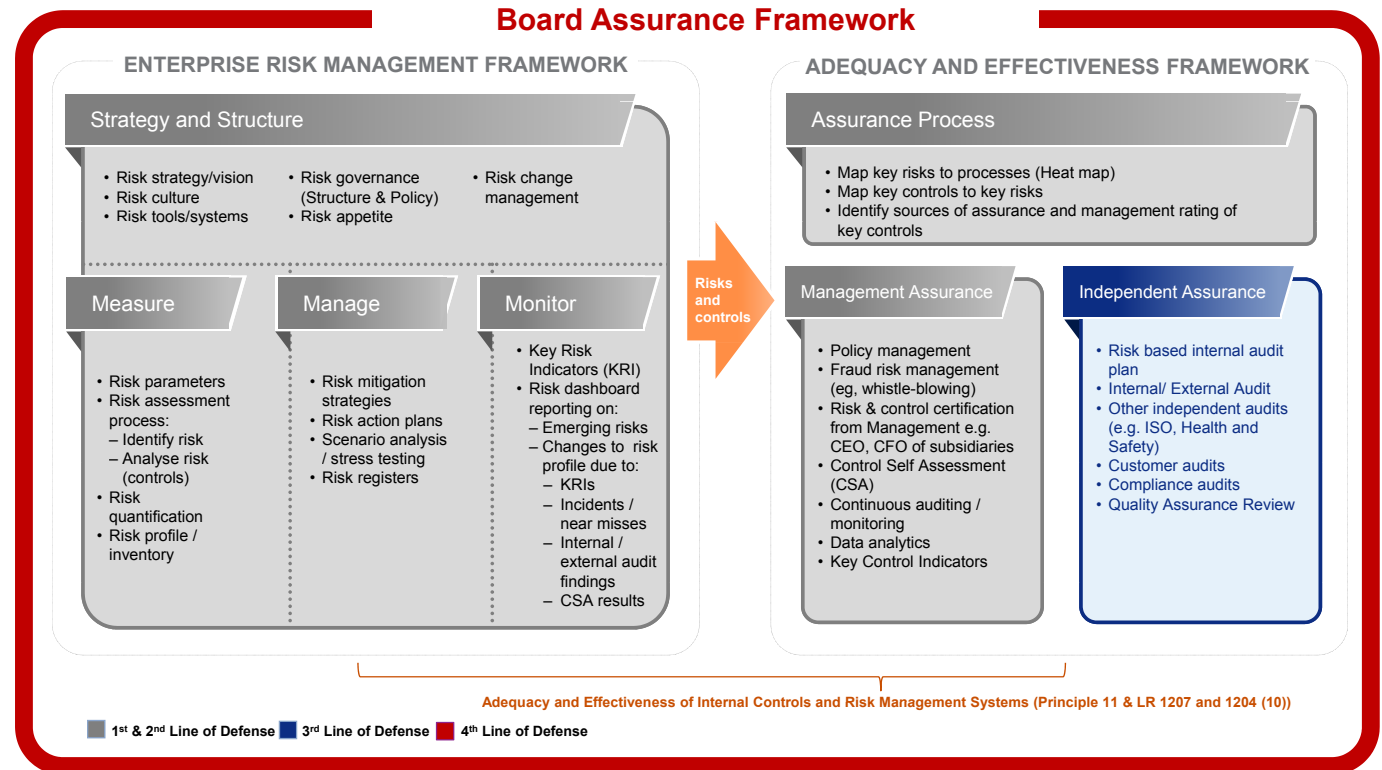 Board Assurance Framework
ENTERPRISE RISK MANAGEMENT FRAMEWORK
Strategy and Structure
• Risk strategy/vision
• Risk culture
• Risk tools/systems
• Risk governance
(Structure & Policy)
• Risk appetite
• Risk change
management
Measure
• Risk parameters
• Risk assessment
process:
– Identify risk
– Analyse risk
(controls)
• Risk
quantification
• Risk profile /
inventory
Manage
• Risk mitigation
strategies
• Risk action plans
• Scenario analysis
/ stress testing
• Risk registers
Monitor
• Key Risk
Indicators (KRI)
• Risk dashboard
reporting on:
– Emerging risks
– Changes to risk
profile due to:
– KRIs
– Incidents /
near misses
– Internal /
external audit
findings
– CSA results
Risks
and
controls
ADEQUACY AND EFFECTIVENESS FRAMEWORK
Assurance Process
• Map key risks to processes (Heat map)
• Map key controls to key risks
• Identify sources of assurance and management rating of
key controls
Management Assurance
• Policy management
• Fraud risk management
(eg, whistle-blowing)
• Risk & control certification
from Management e.g.
CEO, CFO of subsidiaries
• Control Self Assessment
(CSA)
• Continuous auditing /
monitoring
• Data analytics
• Key Control Indicators
Independent Assurance
• Risk based internal audit
plan
• Internal/ External Audit
• Other independent audits
(e.g. ISO, Health and
Safety)
• Customer audits
• Compliance audits
• Quality Assurance Review
Adequacy and Effectiveness of Internal Controls and Risk Management Systems (Principle 11 & LR 1207 and 1204 (10))
1st & 2nd Line of Defense 3rd Line of Defense 4th Line of Defense